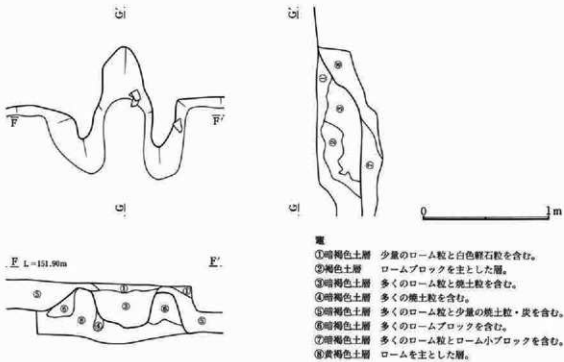 G'
G'
F
F'
G
G
0
1m
F L=151.90m
F'
竈
①暗褐色土層 少量のローム粒と白色軽石粒を含む。
②褐色土層 ロームブロックを主とした層。
③暗褐色土層 多くのローム粒と焼土粒を含む。
④暗褐色土層 多くの焼土粒を含む。
⑤暗褐色土層 多くのローム粒と少量の焼土粒・炭を含む。
⑥暗褐色土層 多くのロームブロックを含む。
⑦暗褐色土層 多くのローム粒とローム小ブロックを含む。
⑧黄褐色土層 ロームを主とした層。